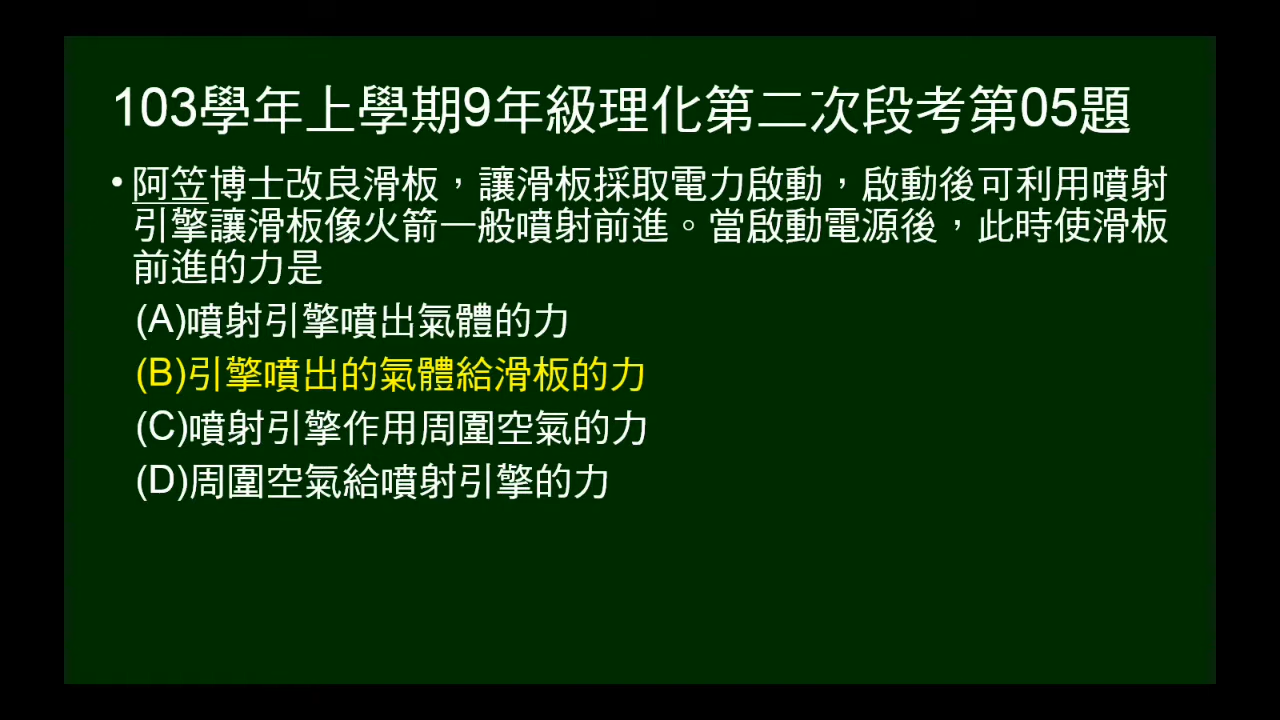 103學年上學期9年級理化第二次段考第05題
•阿笠博士改良滑板，讓滑板採取電力啟動，啟動後可利用噴射
引擎讓滑板像火箭一般噴射前進。當啟動電源後，此時使滑板
前進的力是
(A)噴射引擎噴出氣體的力
(B)引擎噴出的氣體給滑板的力
(C)噴射引擎作用周圍空氣的力
(D)周圍空氣給噴射引擎的力